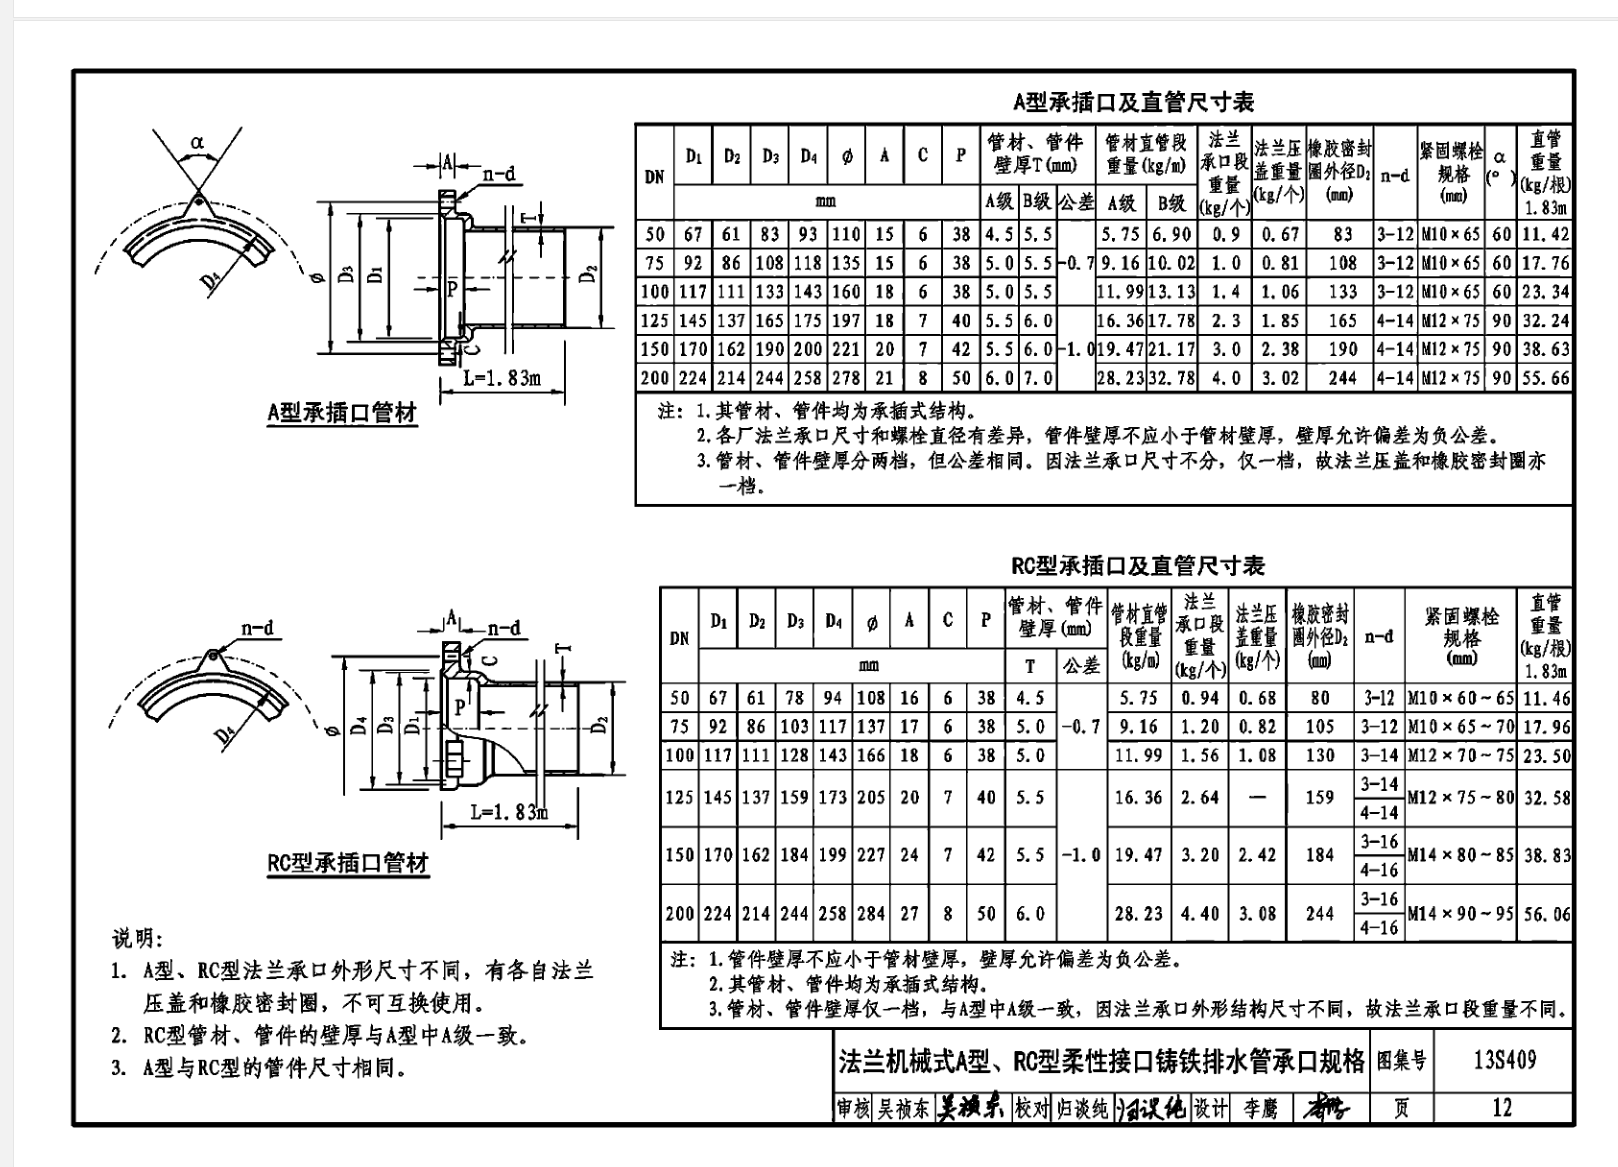 A型承插口及直管尺寸表
DN D₁ D₂ D₃ D₄ ϕ A C P 管材、管件壁厚T(mm) 管材直管段重量(kg/m) 法兰承口段重量(kg/个) 法兰压盖重量(kg/个) 橡胶密封圈外径D₂(mm) n-d 紧固螺栓规格(mm) α(°) 直管重量(kg/根)1.83m
mm A级 B级 公差 A级 B级
50 67 61 83 93 110 15 6 38 4.5 5.5 5.75 6.90 0.9 0.67 83 3-12 M10×65 60 11.42
75 92 86 108 118 135 15 6 38 5.0 5.5 -0.7 9.16 10.02 1.0 0.81 108 3-12 M10×65 60 17.76
100 117 111 133 143 160 18 6 38 5.0 5.5 11.99 13.13 1.4 1.06 133 3-12 M10×65 60 23.34
125 145 137 165 175 197 18 7 40 5.5 6.0 16.36 17.78 2.3 1.85 165 4-14 M12×75 90 32.24
150 170 162 190 200 221 20 7 42 5.5 6.0 -1.0 19.47 21.17 3.0 2.38 190 4-14 M12×75 90 38.63
200 224 214 244 258 278 21 8 50 6.0 7.0 28.23 32.78 4.0 3.02 244 4-14 M12×75 90 55.66
注：1.其管材、管件均为承插式结构。
2.各厂法兰承口尺寸和螺栓直径有差异，管件壁厚不应小于管材壁厚，壁厚允许偏差为负公差。
3.管材、管件壁厚分两档，但公差相同。因法兰承口尺寸不分，仅一档，故法兰压盖和橡胶密封圈亦
一档。
α
D₄
A
n-d
T
ϕ
D₃
D₁
P
D₂
C
L=1.83m
A型承插口管材
RC型承插口及直管尺寸表
DN D₁ D₂ D₃ D₄ ϕ A C P 管材、管件壁厚(mm) 管材直管段重量(kg/m) 法兰承口段重量(kg/个) 法兰压盖重量(kg/个) 橡胶密封圈外径D₂(mm) n-d 紧固螺栓规格(mm) 直管重量(kg/根)1.83m
mm T 公差
50 67 61 78 94 108 16 6 38 4.5 5.75 0.94 0.68 80 3-12 M10×60~65 11.46
75 92 86 103 117 137 17 6 38 5.0 -0.7 9.16 1.20 0.82 105 3-12 M10×65~70 17.96
100 117 111 128 143 166 18 6 38 5.0 11.99 1.56 1.08 130 3-14 M12×70~75 23.50
125 145 137 159 173 205 20 7 40 5.5 16.36 2.64 — 159 3-14 4-14 M12×75~80 32.58
150 170 162 184 199 227 24 7 42 5.5 -1.0 19.47 3.20 2.42 184 3-16 4-16 M14×80~85 38.83
200 224 214 244 258 284 27 8 50 6.0 28.23 4.40 3.08 244 3-16 4-16 M14×90~95 56.06
注：1.管件壁厚不应小于管材壁厚，壁厚允许偏差为负公差。
2.其管材、管件均为承插式结构。
3.管材、管件壁厚仅一档，与A型中A级一致，因法兰承口外形结构尺寸不同，故法兰承口段重量不同。
n-d
D₄
A
n-d
C
T
ϕ
D₄
D₃
D₁
P
D₂
L=1.83m
RC型承插口管材
说明：
1. A型、RC型法兰承口外形尺寸不同，有各自法兰
压盖和橡胶密封圈，不可互换使用。
2. RC型管材、管件的壁厚与A型中A级一致。
3. A型与RC型的管件尺寸相同。
法兰机械式A型、RC型柔性接口铸铁排水管承口规格 图集号 13S409
审核 吴祯东 吴祯东 校对 归谈纯 归谈纯 设计 李鹰 页 12